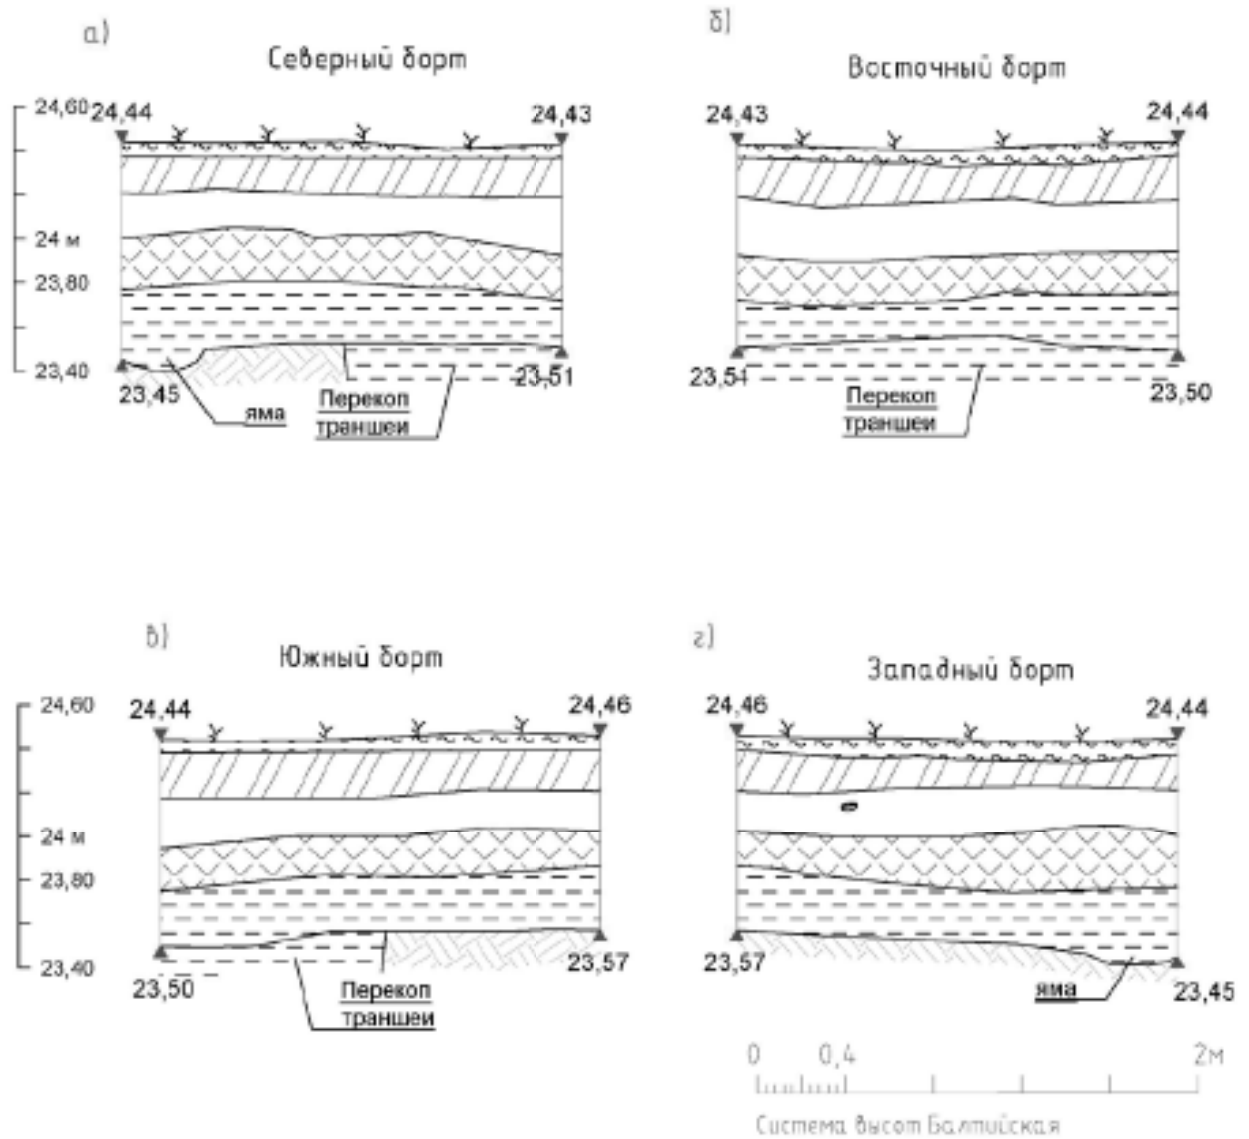 а)
Северный борт
24,60
24,44
24,43
24 м
23,80
23,40
23,45
23,51
яма
Перекоп
траншеи
б)
Восточный борт
24,43
24,44
23,51
23,50
Перекоп
траншеи
в)
Южный борт
24,60
24,44
24,46
24 м
23,80
23,40
23,50
23,57
Перекоп
траншеи
г)
Западный борт
24,46
24,44
23,57
яма
23,45
0 0,4 2м
Система высот Балтийская